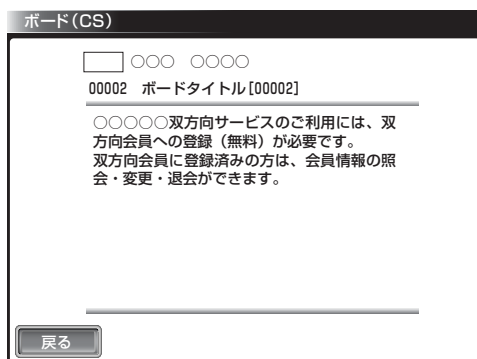 ボード（CS）
○○○ ○○○○
00002 ボードタイトル[00002]
○○○○○双方向サービスのご利用には、双
方向会員への登録（無料）が必要です。
双方向会員に登録済みの方は、会員情報の照
会・変更・退会ができます。
戻る